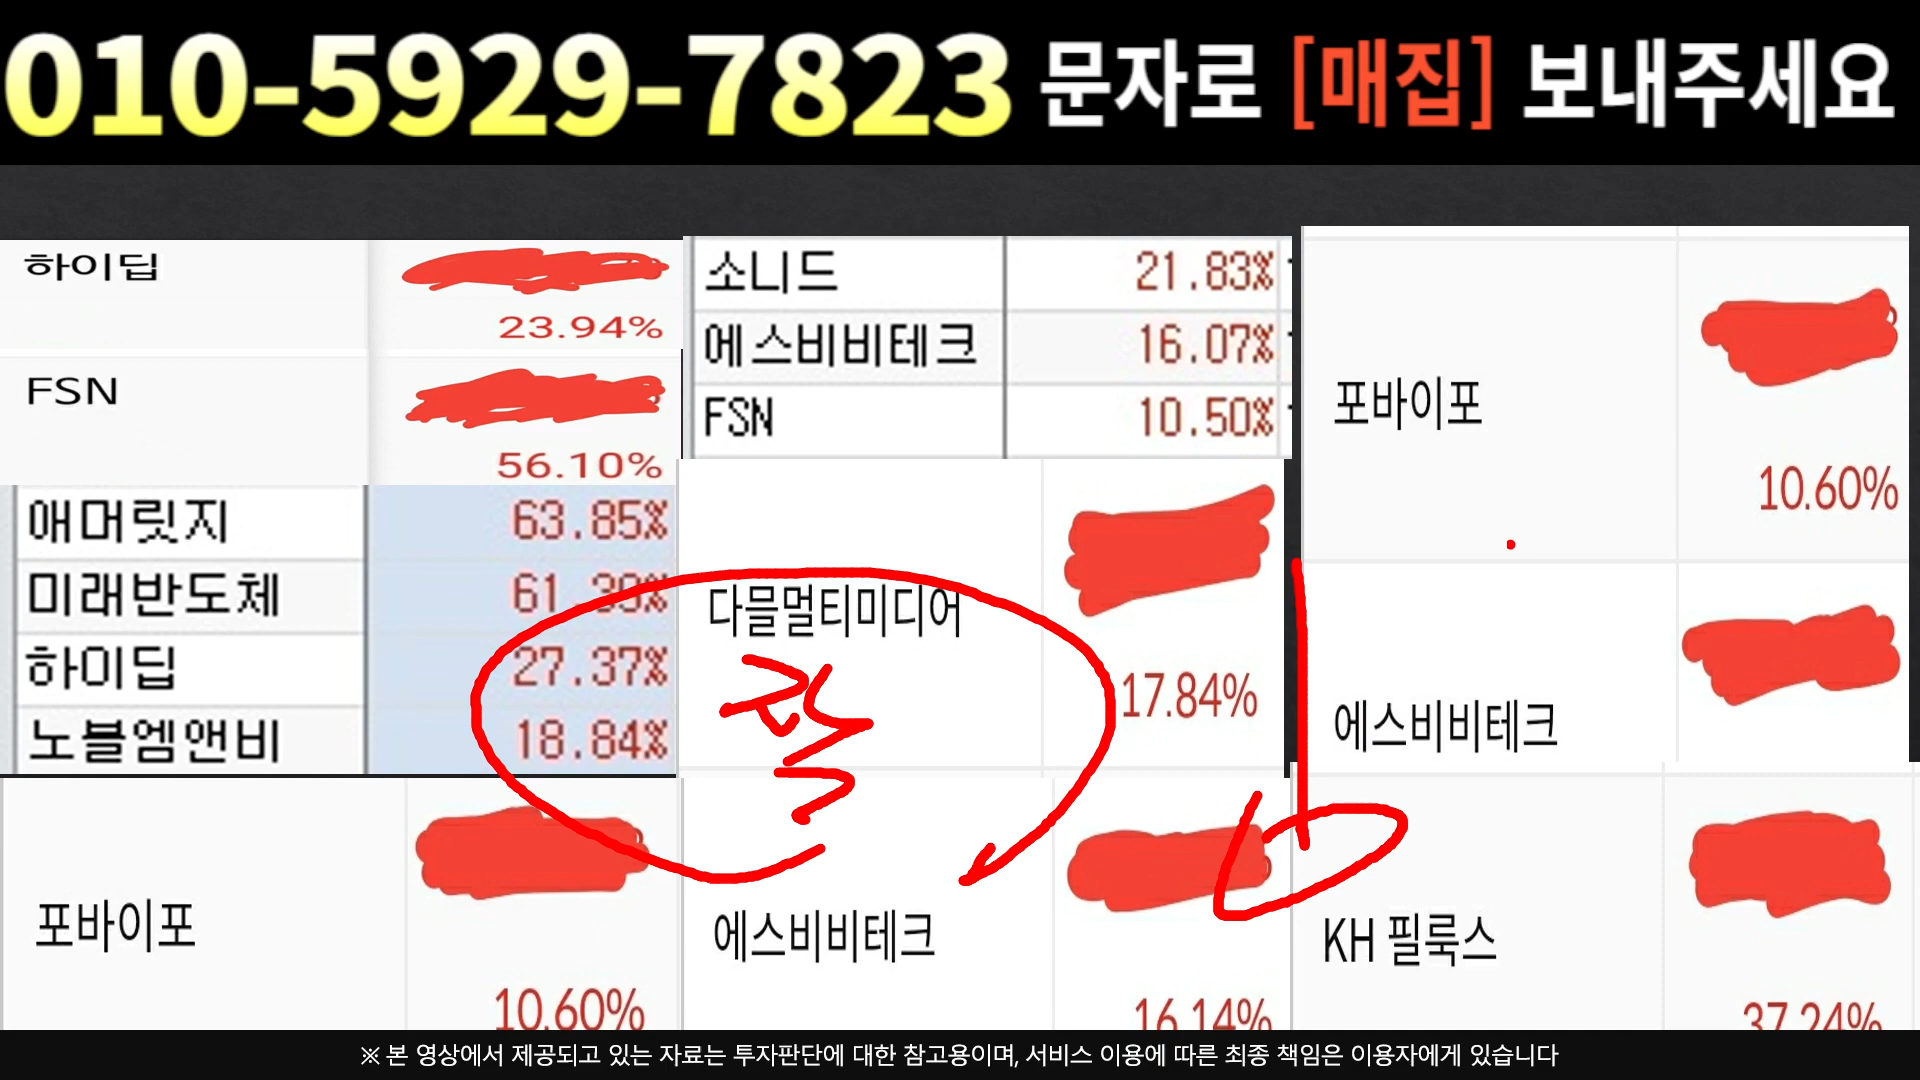 010-5929-7823 문자로 [매집] 보내주세요
하이딥
23.94%
FSN
56.10%
애머릿지 63.85%
미래반도체 61.39%
하이딥 27.37%
노블엠앤비 18.84%
소니드 21.83%
에스비비테크 16.07%
FSN 10.50%
다믈멀티미디어
17.84%
포바이포
10.60%
에스비비테크
포바이포
10.60%
에스비비테크
16.14%
KH 필룩스
37.24%
※ 본 영상에서 제공되고 있는 자료는 투자판단에 대한 참고용이며, 서비스 이용에 따른 최종 책임은 이용자에게 있습니다